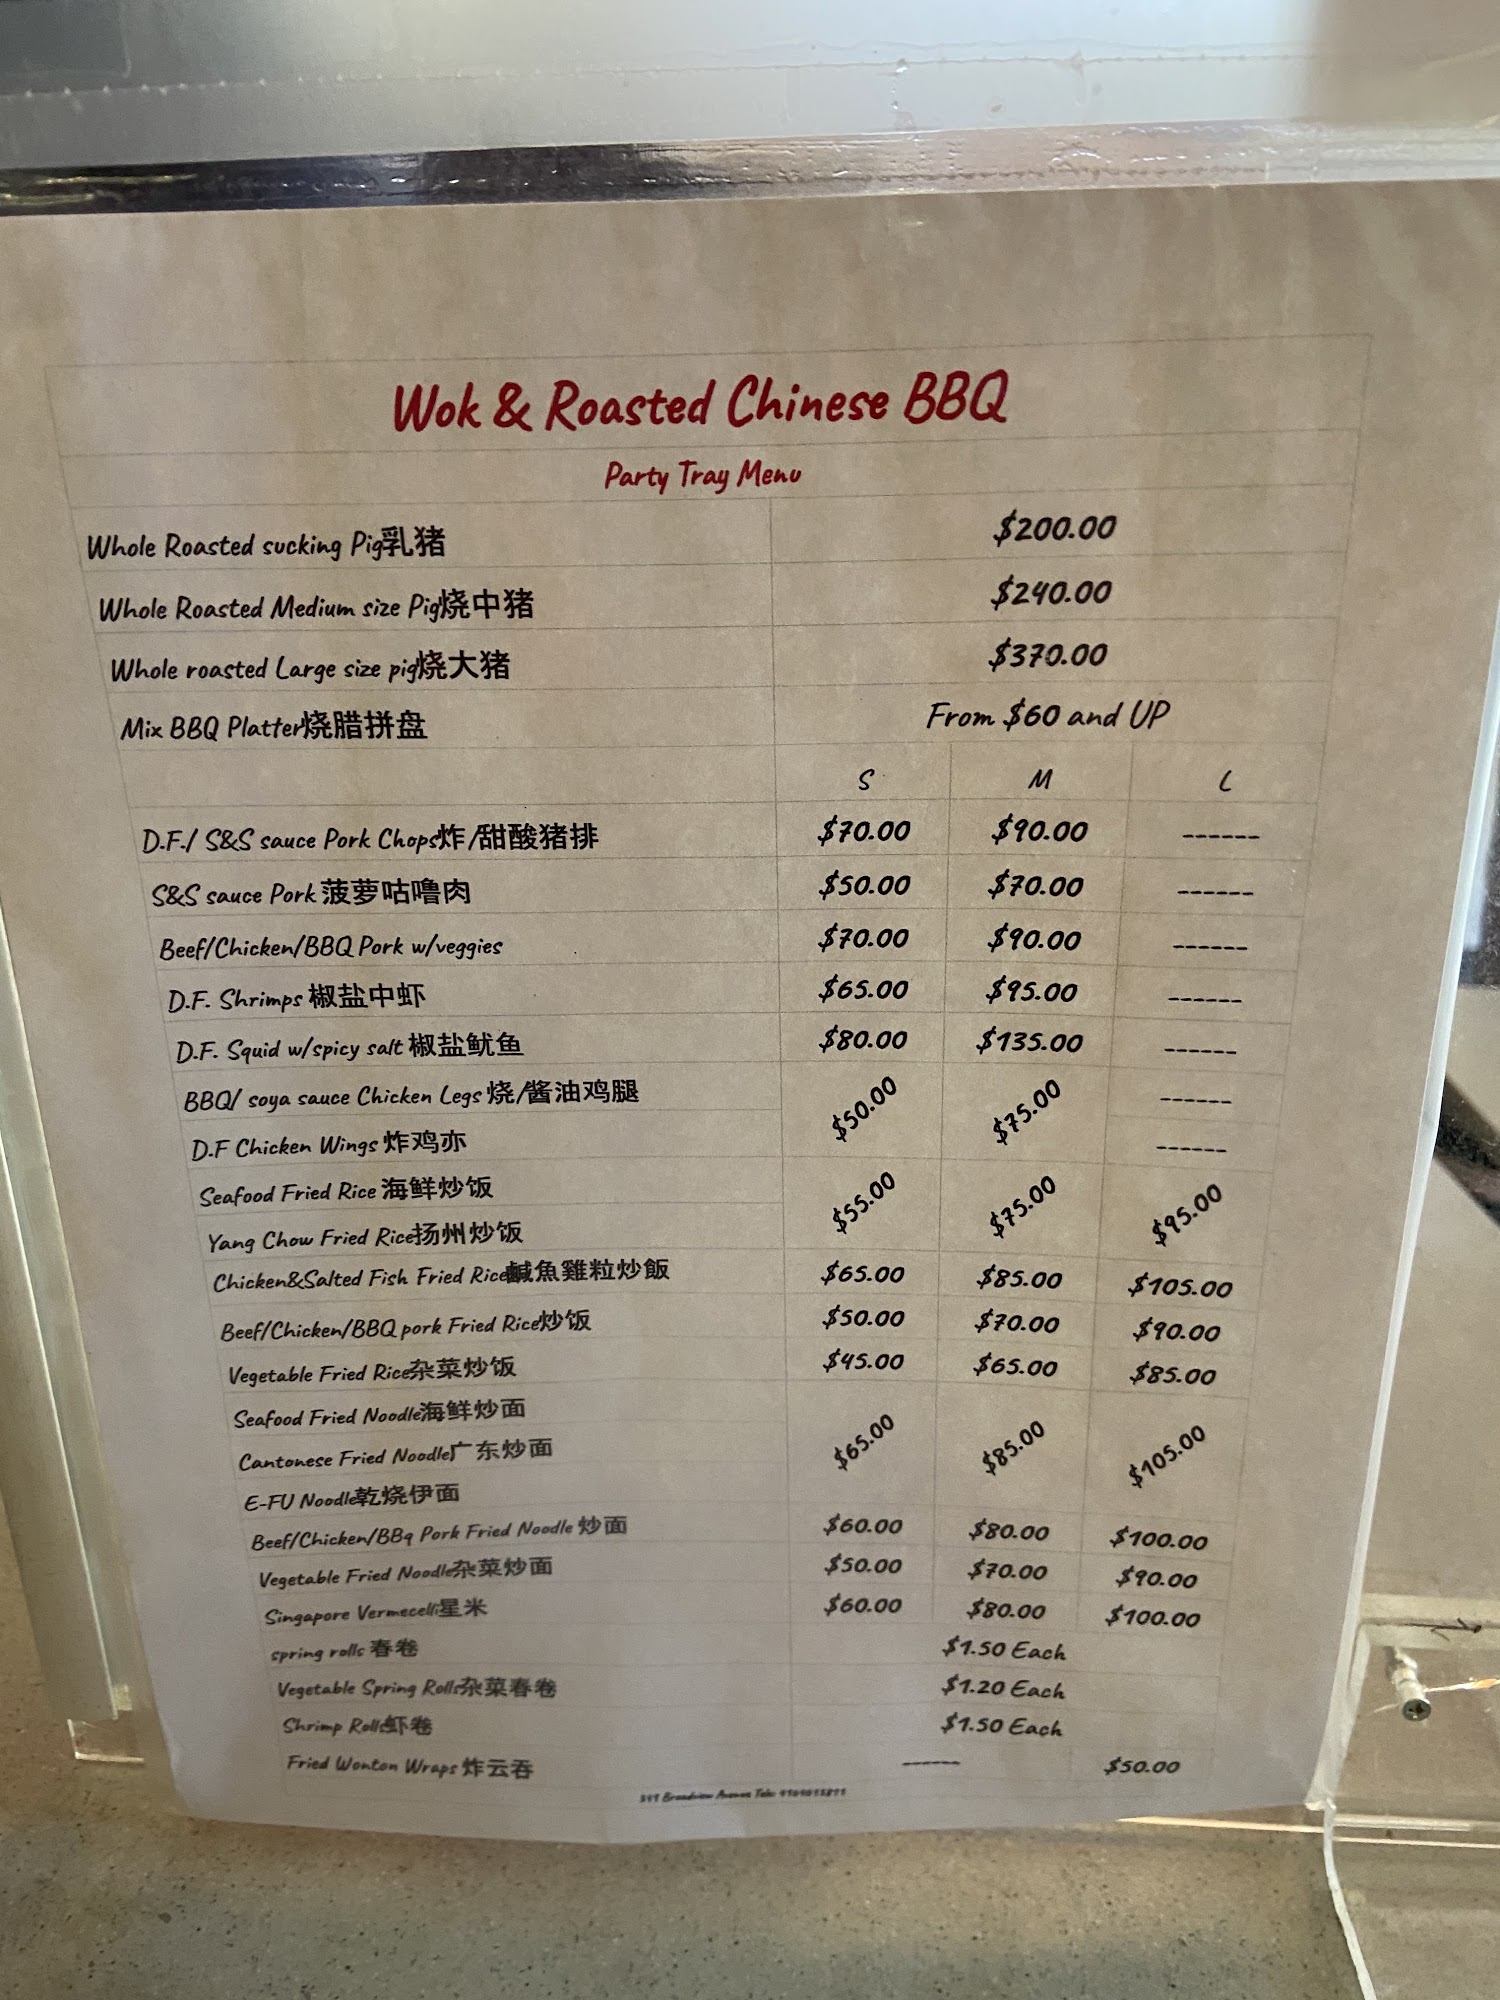 Wok & Roasted Chinese BBQ
Party Tray Menu
Whole Roasted sucking Pig乳猪 $200.00
Whole Roasted Medium size Pig烧中猪 $240.00
Whole roasted Large size pig烧大猪 $370.00
Mix BBQ Platter烧腊拼盘 From $60 and UP
S M L
D.F./ S&S sauce Pork Chops炸/甜酸猪排 $70.00 $90.00 ------
S&S sauce Pork 菠萝咕噜肉 $50.00 $70.00 ------
Beef/Chicken/BBQ Pork w/veggies $70.00 $90.00 ------
D.F. Shrimps 椒盐中虾 $65.00 $95.00 ------
D.F. Squid w/spicy salt 椒盐鱿鱼 $80.00 $135.00 ------
BBQ/ soya sauce Chicken Legs 烧/酱油鸡腿 $50.00 $75.00 ------
D.F Chicken Wings 炸鸡亦 ------
Seafood Fried Rice 海鲜炒饭 $55.00 $75.00 $95.00
Yang Chow Fried Rice扬州炒饭
Chicken&Salted Fish Fried Rice鹹魚雞粒炒飯 $65.00 $85.00 $105.00
Beef/Chicken/BBQ pork Fried Rice炒饭 $50.00 $70.00 $90.00
Vegetable Fried Rice杂菜炒饭 $45.00 $65.00 $85.00
Seafood Fried Noodle海鲜炒面
Cantonese Fried Noodle广东炒面 $65.00 $85.00 $105.00
E-FU Noodle乾烧伊面
Beef/Chicken/BBq Pork Fried Noodle 炒面 $60.00 $80.00 $100.00
Vegetable Fried Noodle杂菜炒面 $50.00 $70.00 $90.00
Singapore Vermecelli星米 $60.00 $80.00 $100.00
spring rolls 春卷 $1.50 Each
Vegetable Spring Rolls杂菜春卷 $1.20 Each
Shrimp Rolls虾卷 $1.50 Each
Fried Wonton Wraps 炸云吞 ------ $50.00
Broadview Avenue